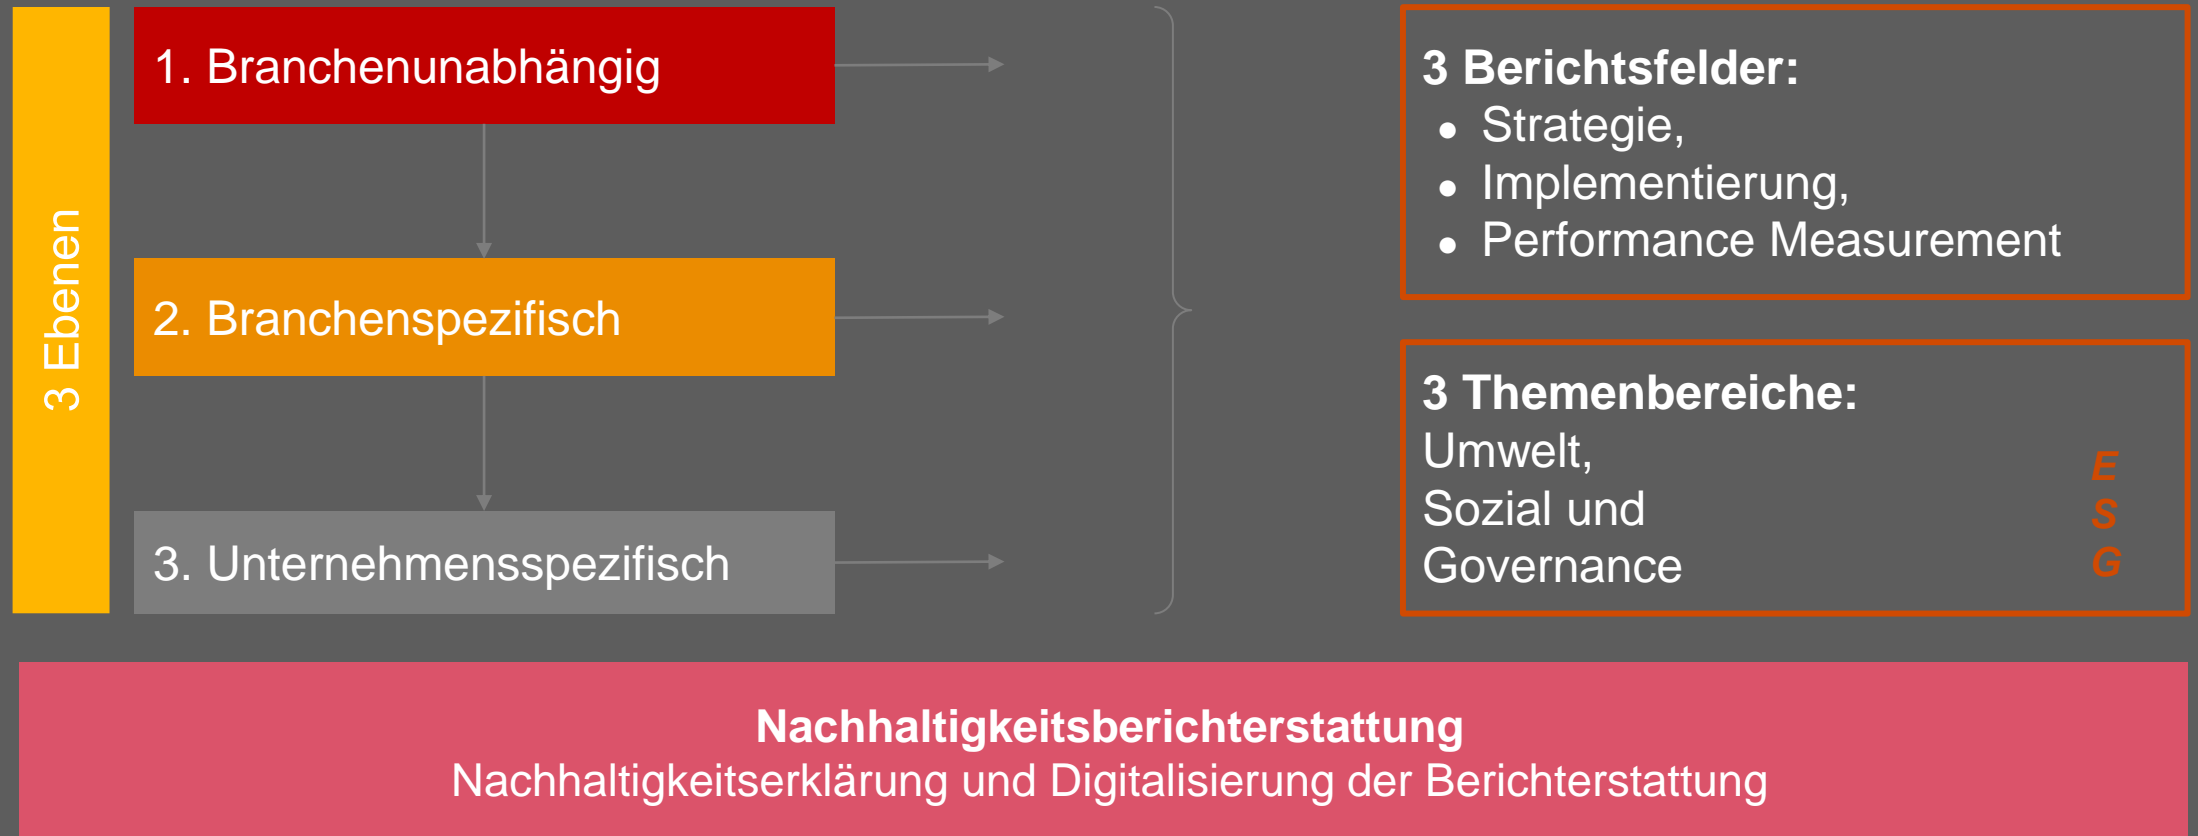 3 Ebenen
1. Branchenunabhängig
2. Branchenspezifisch
3. Unternehmensspezifisch
3 Berichtsfelder:
• Strategie,
• Implementierung,
• Performance Measurement
3 Themenbereiche:
Umwelt,
Sozial und
Governance
E
S
G
Nachhaltigkeitsberichterstattung
Nachhaltigkeitserklärung und Digitalisierung der Berichterstattung